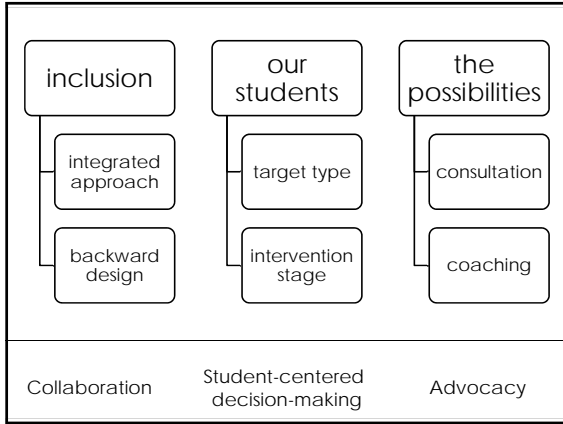 inclusion
integrated
approach
backward
design
our
students
target type
intervention
stage
the
possibilities
consultation
coaching
Collaboration
Student-centered
decision-making
Advocacy